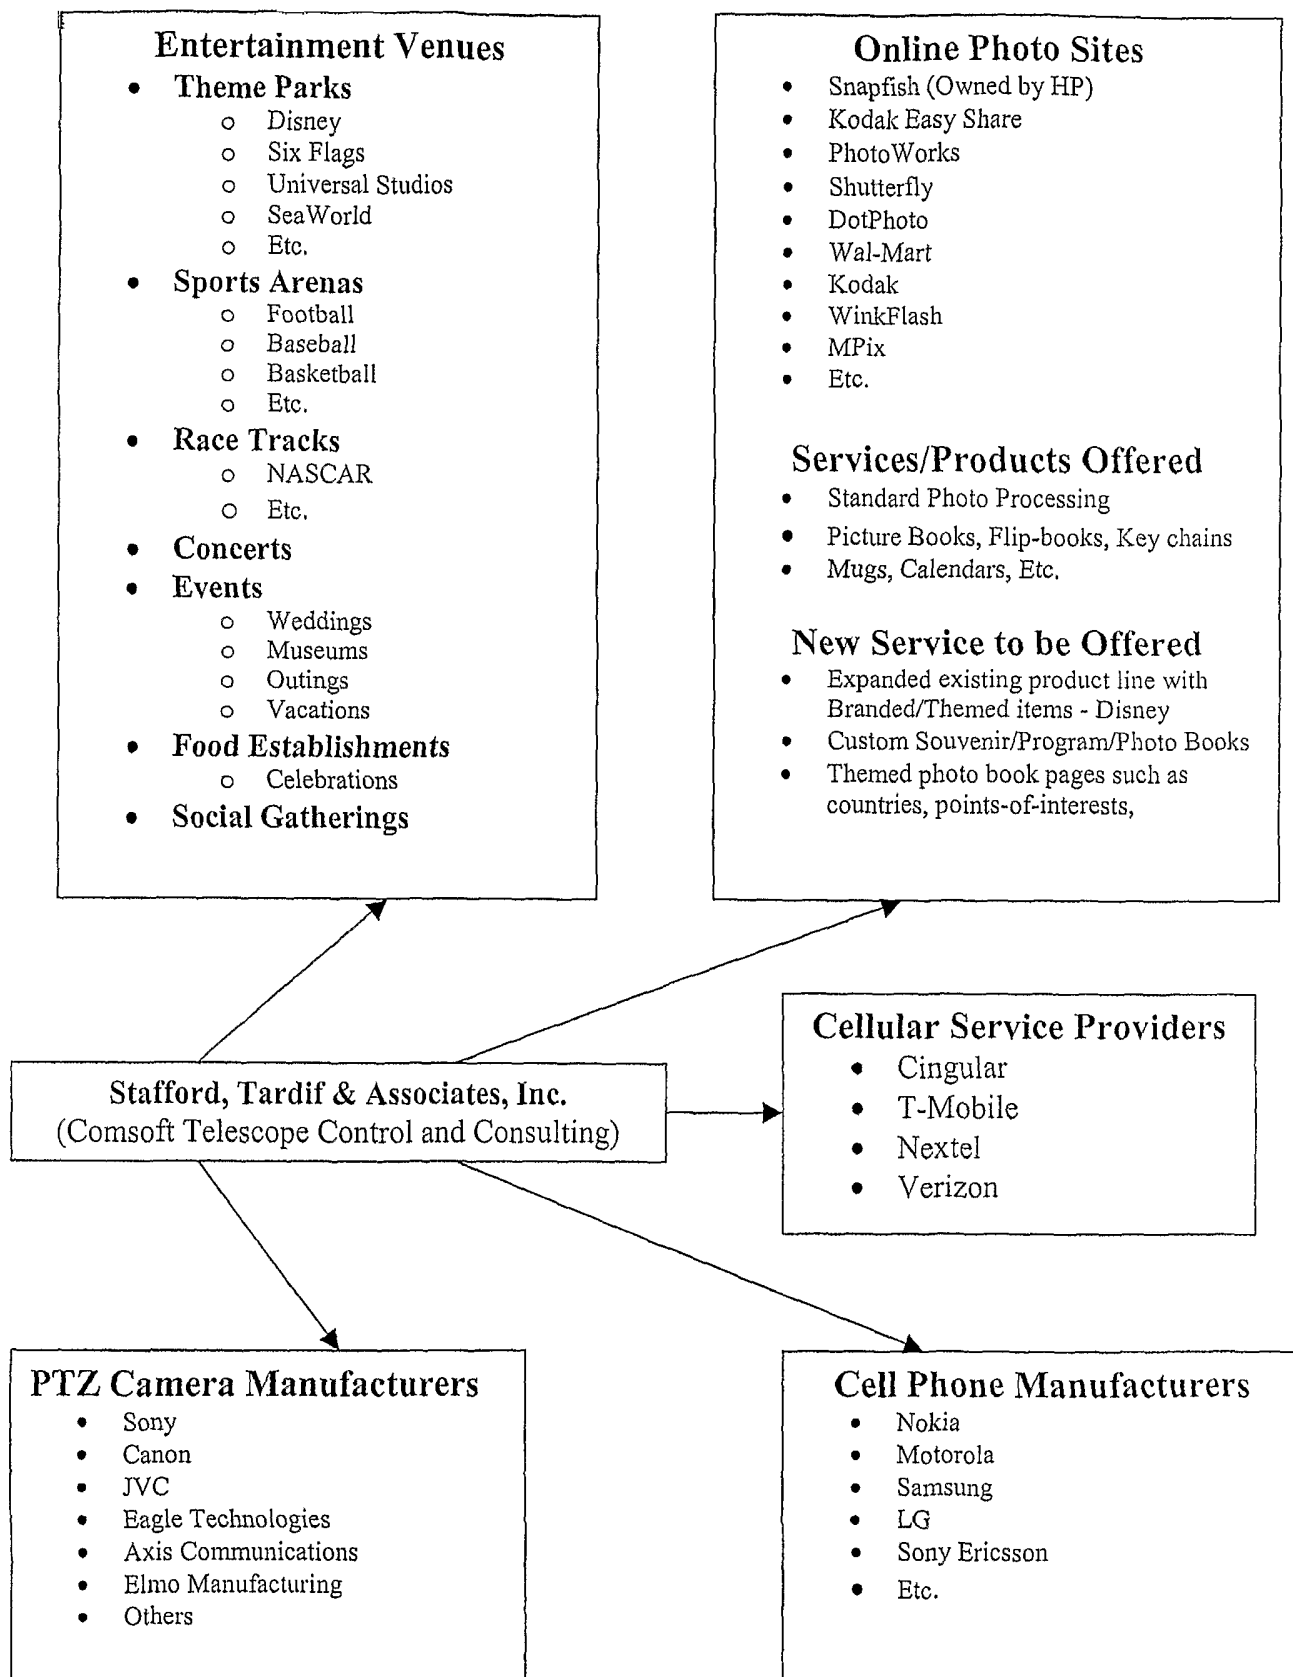 Entertainment Venues
• Theme Parks
o Disney
o Six Flags
o Universal Studios
o SeaWorld
o Etc.
• Sports Arenas
o Football
o Baseball
o Basketball
o Etc.
• Race Tracks
o NASCAR
o Etc.
• Concerts
• Events
o Weddings
o Museums
o Outings
o Vacations
• Food Establishments
o Celebrations
• Social Gatherings
Online Photo Sites
• Snapfish (Owned by HP)
• Kodak Easy Share
• PhotoWorks
• Shutterfly
• DotPhoto
• Wal-Mart
• Kodak
• WinkFlash
• MPix
• Etc.
Services/Products Offered
• Standard Photo Processing
• Picture Books, Flip-books, Key chains
• Mugs, Calendars, Etc.
New Service to be Offered
• Expanded existing product line with
Branded/Themed items - Disney
• Custom Souvenir/Program/Photo Books
• Themed photo book pages such as
countries, points-of-interests,
Stafford, Tardif & Associates, Inc.
(Comsoft Telescope Control and Consulting)
Cellular Service Providers
• Cingular
• T-Mobile
• Nextel
• Verizon
PTZ Camera Manufacturers
• Sony
• Canon
• JVC
• Eagle Technologies
• Axis Communications
• Elmo Manufacturing
• Others
Cell Phone Manufacturers
• Nokia
• Motorola
• Samsung
• LG
• Sony Ericsson
• Etc.